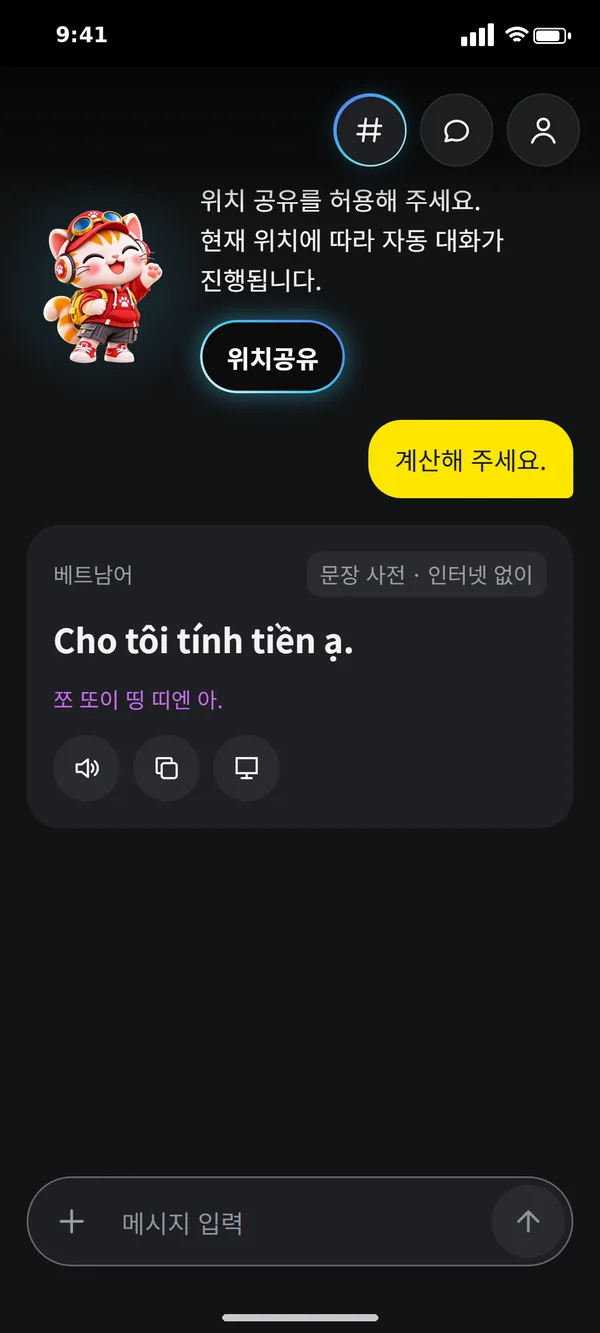 9:41
위치 공유를 허용해 주세요.
현재 위치에 따라 자동 대화가
진행됩니다.
위치공유
계산해 주세요.
베트남어
문장 사전 · 인터넷 없이
Cho tôi tính tiền ạ.
쪼 또이 띵 띠엔 아.
메시지 입력